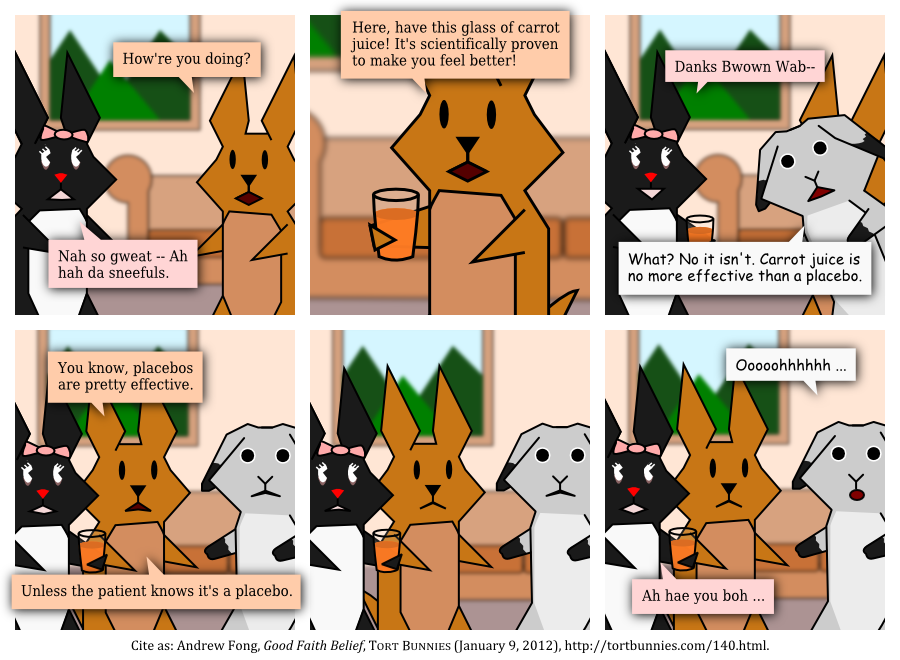 How're you doing?
Nah so gweat -- Ah
hah da sneefuls.
Here, have this glass of carrot
juice! It's scientifically proven
to make you feel better!
Danks Bwown Wab--
What? No it isn't. Carrot juice is
no more effective than a placebo.
You know, placebos
are pretty effective.
Unless the patient knows it's a placebo.
Ooooohhhhhh ...
Ah hae you boh ...
Cite as: Andrew Fong, Good Faith Belief, TORT BUNNIES (January 9, 2012), http://tortbunnies.com/140.html.